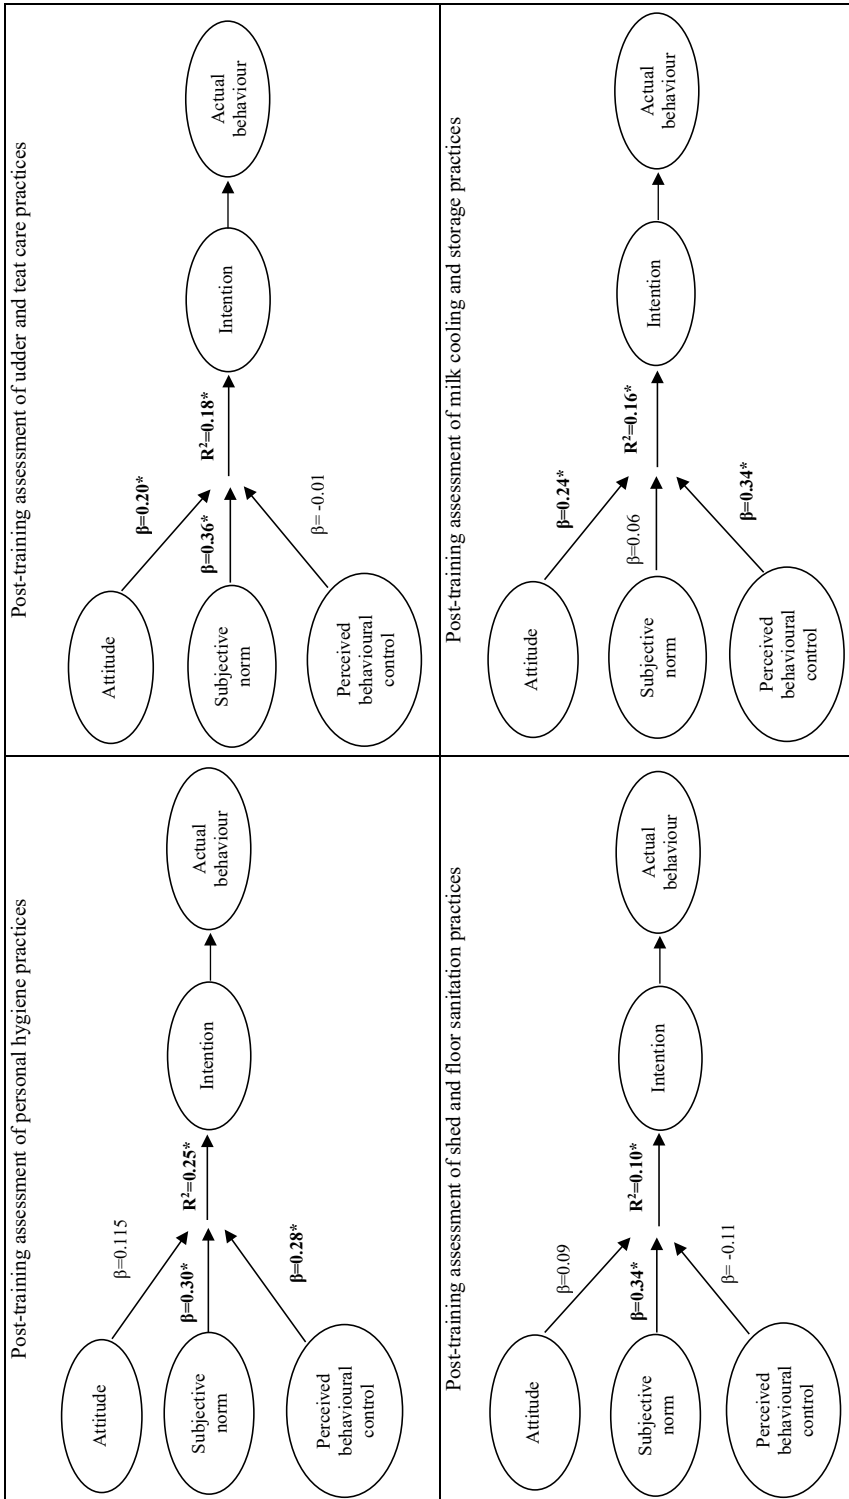 Post-training assessment of personal hygiene practices
Attitude
β=0.115
Subjective
norm
β=0.30*
R²=0.25*
Intention
Actual
behaviour
Perceived
behavioural
control
β=0.28*
Post-training assessment of udder and teat care practices
Attitude
β=0.20*
Subjective
norm
β=0.36*
R²=0.18*
Intention
Actual
behaviour
Perceived
behavioural
control
β= -0.01
Post-training assessment of shed and floor sanitation practices
Attitude
β=0.09
Subjective
norm
β=0.34*
R²=0.10*
Intention
Actual
behaviour
Perceived
behavioural
control
β= -0.11
Post-training assessment of milk cooling and storage practices
Attitude
β=0.24*
Subjective
norm
β=0.06
R²=0.16*
Intention
Actual
behaviour
Perceived
behavioural
control
β=0.34*